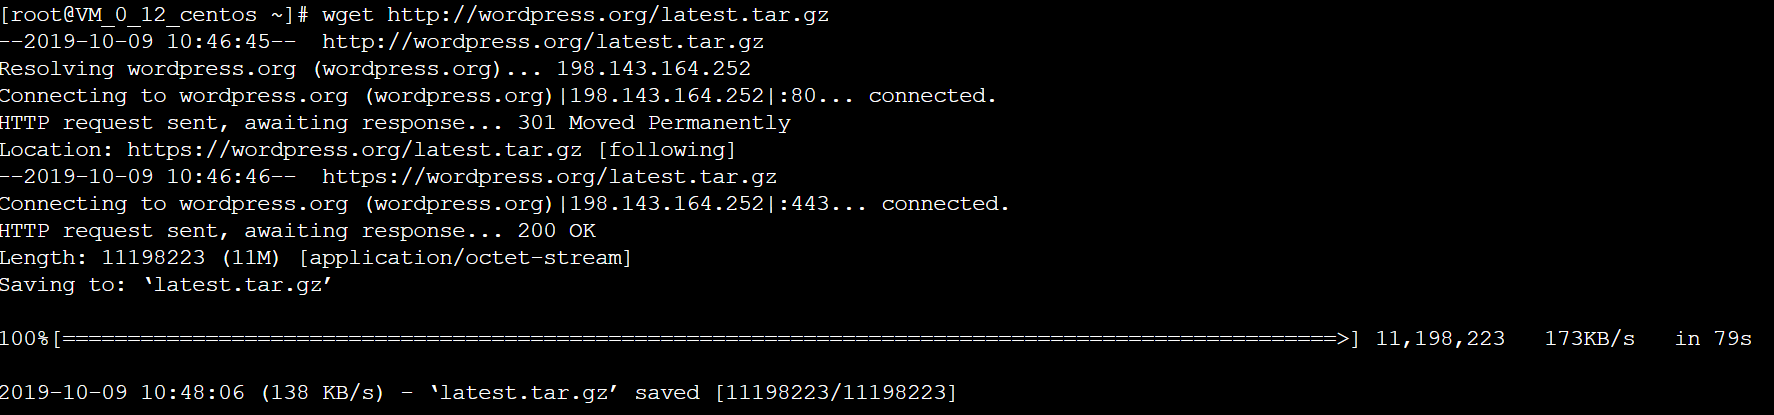 [root@VM_0_12_centos ~]# wget http://wordpress.org/latest.tar.gz
--2019-10-09 10:46:45--  http://wordpress.org/latest.tar.gz
Resolving wordpress.org (wordpress.org)... 198.143.164.252
Connecting to wordpress.org (wordpress.org)|198.143.164.252|:80... connected.
HTTP request sent, awaiting response... 301 Moved Permanently
Location: https://wordpress.org/latest.tar.gz [following]
--2019-10-09 10:46:46--  https://wordpress.org/latest.tar.gz
Connecting to wordpress.org (wordpress.org)|198.143.164.252|:443... connected.
HTTP request sent, awaiting response... 200 OK
Length: 11198223 (11M) [application/octet-stream]
Saving to: ‘latest.tar.gz’
100%[==================================================================================================>] 11,198,223   173KB/s   in 79s
2019-10-09 10:48:06 (138 KB/s) - ‘latest.tar.gz’ saved [11198223/11198223]